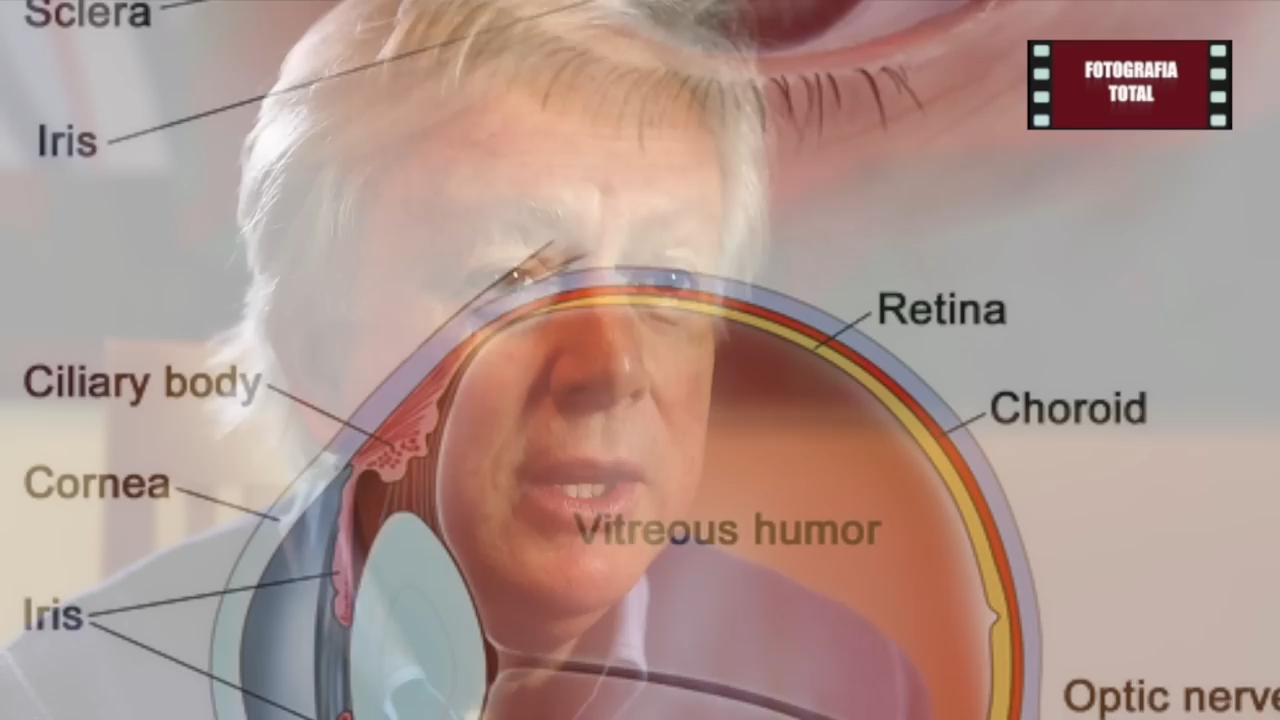 Sclera
Iris
FOTOGRAFIA
TOTAL
Retina
Ciliary body
Choroid
Cornea
Vitreous humor
Iris
Optic nerve